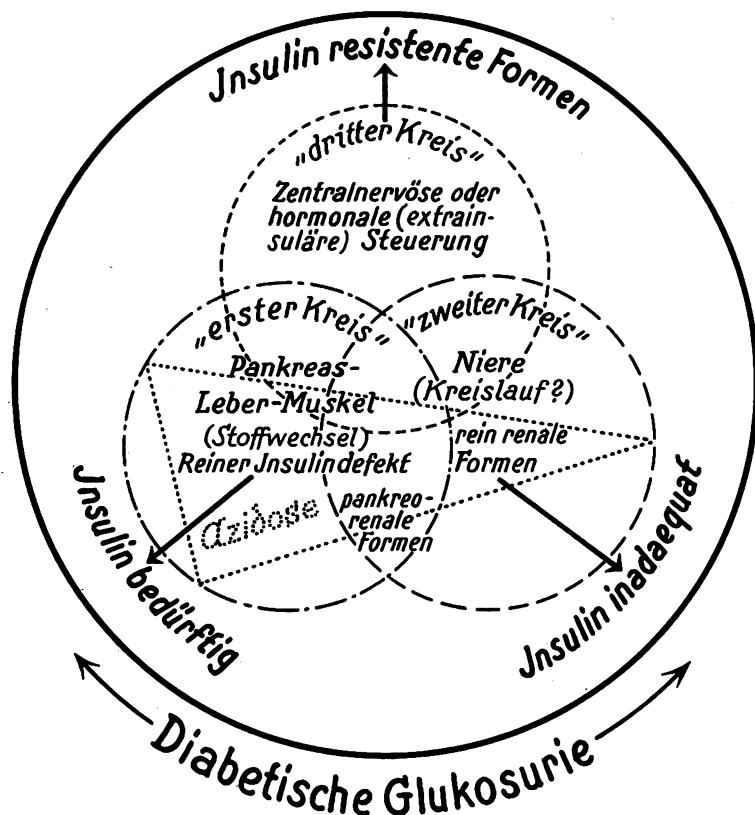 Jnsulin resistente Formen
„dritter Kreis"
Zentralnervöse oder
hormonale (extrain-
suläre) Steuerung
„erster Kreis"
Pankreas-
Leber-Muskel
(Stoffwechsel)
Reiner Jnsulindefekt
„zweiter Kreis"
Niere
(Kreislauf?)
rein renale
Formen
Azidose
pankreo-
renale
Formen
Jnsulin bedürftig
Jnsulin inadaequat
Diabetische Glukosurie